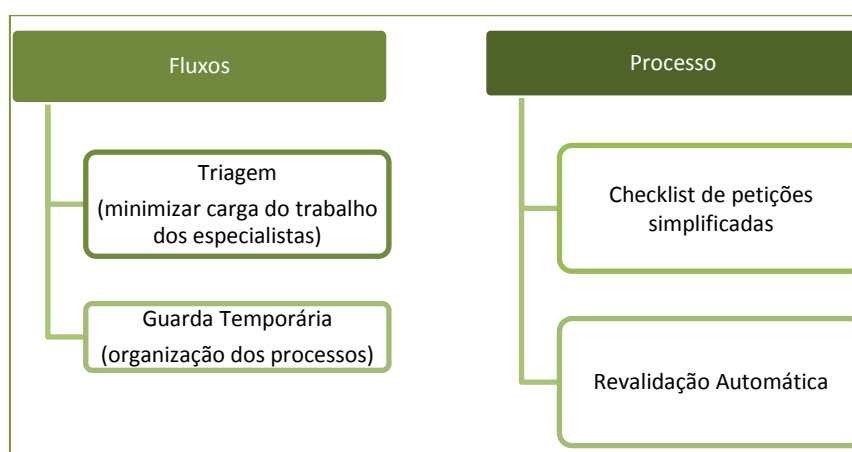 Fluxos
Triagem
(minimizar carga do trabalho
dos especialistas)
Guarda Temporária
(organização dos processos)
Processo
Checklist de petições
simplificadas
Revalidação Automática